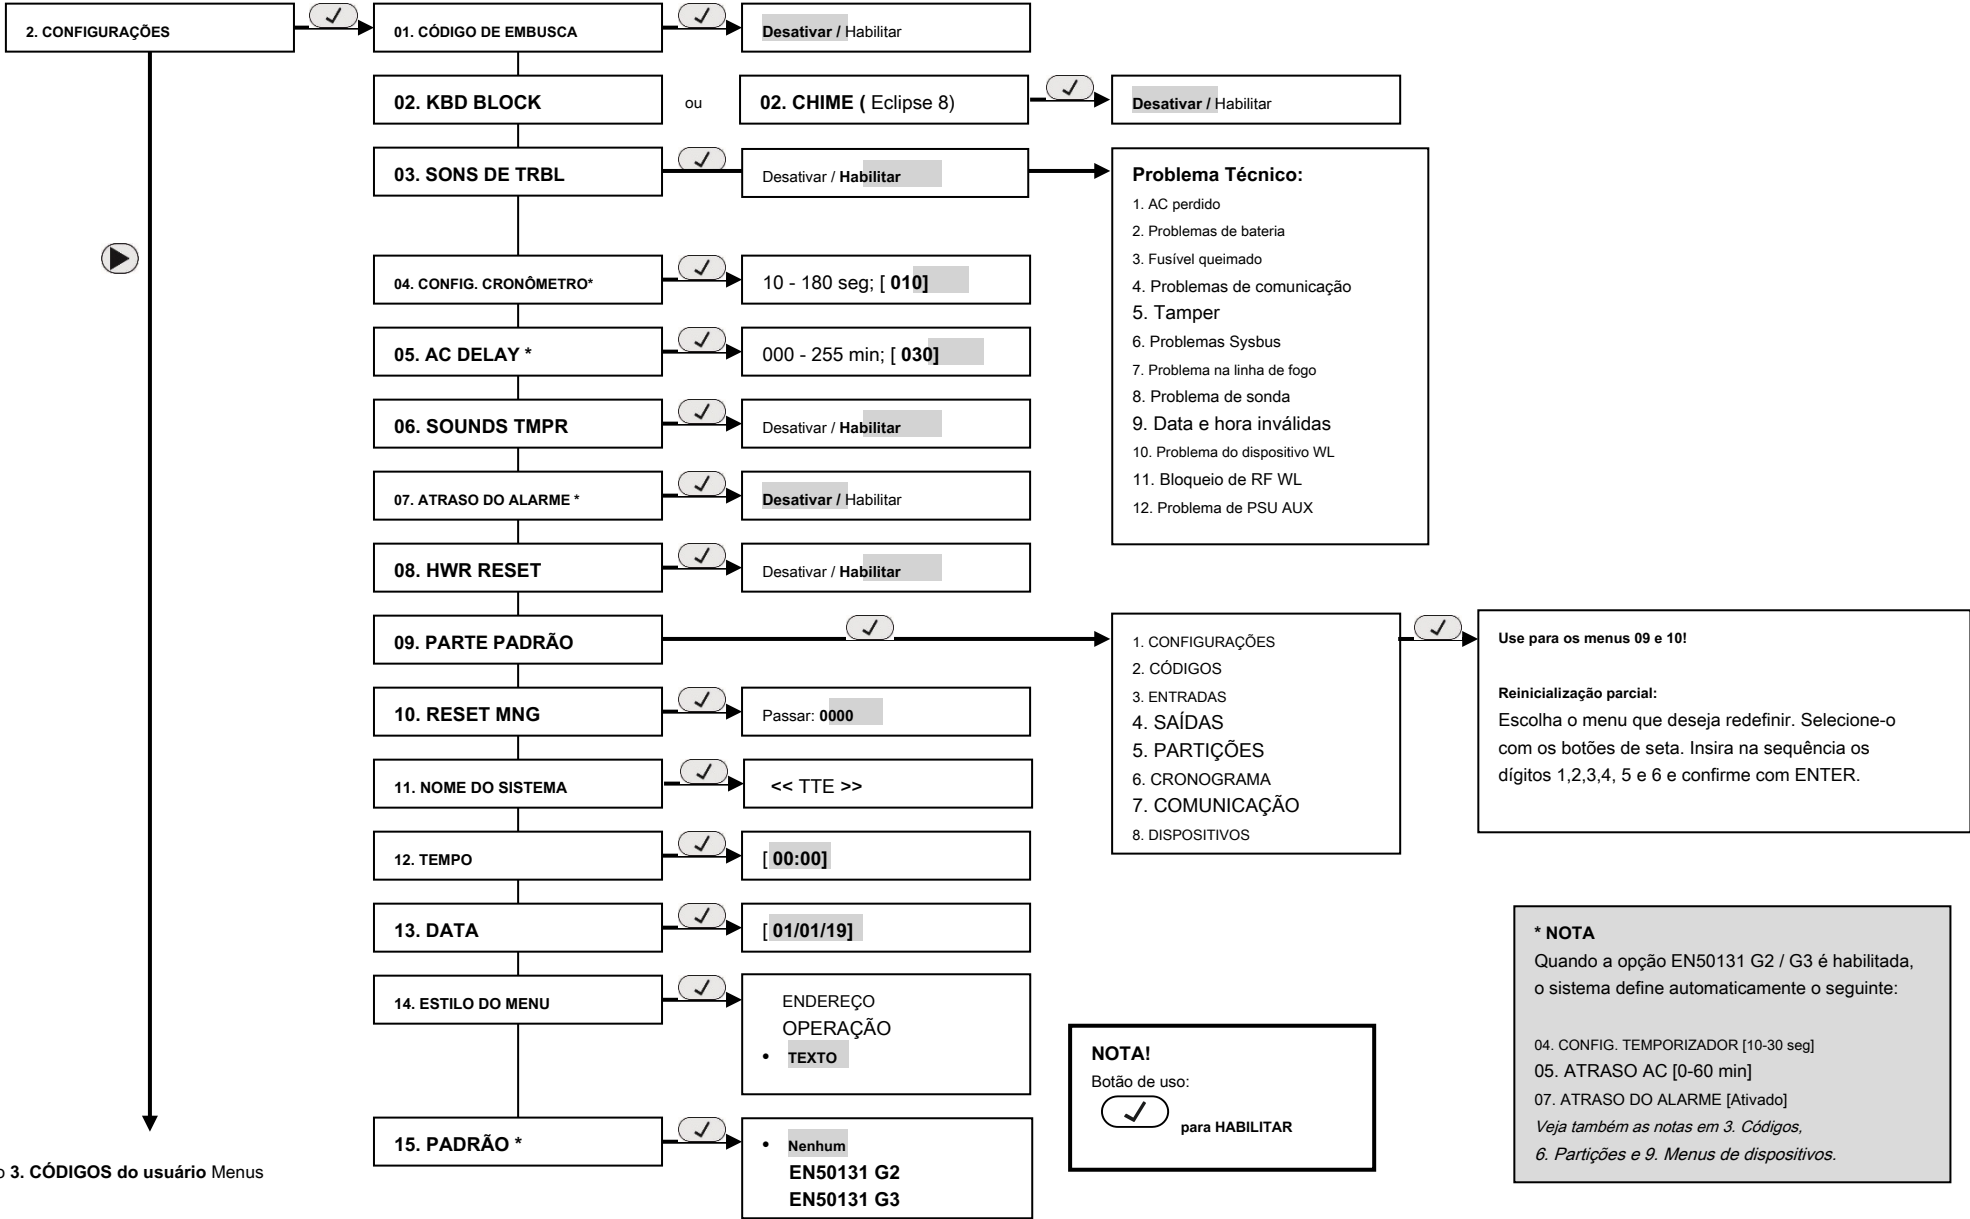 2. CONFIGURAÇÕES
01. CÓDIGO DE EMBUSCA
Desativar / Habilitar
02. KBD BLOCK
ou
02. CHIME ( Eclipse 8)
Desativar / Habilitar
03. SONS DE TRBL
Desativar / Habilitar
Problema Técnico:
1. AC perdido
2. Problemas de bateria
3. Fusível queimado
4. Problemas de comunicação
5. Tamper
6. Problemas Sysbus
7. Problema na linha de fogo
8. Problema de sonda
9. Data e hora inválidas
10. Problema do dispositivo WL
11. Bloqueio de RF WL
12. Problema de PSU AUX
04. CONFIG. CRONÔMETRO*
10 - 180 seg; [ 010]
05. AC DELAY *
000 - 255 min; [ 030]
06. SOUNDS TMPR
Desativar / Habilitar
07. ATRASO DO ALARME *
Desativar / Habilitar
08. HWR RESET
Desativar / Habilitar
09. PARTE PADRÃO
1. CONFIGURAÇÕES
2. CÓDIGOS
3. ENTRADAS
4. SAÍDAS
5. PARTIÇÕES
6. CRONOGRAMA
7. COMUNICAÇÃO
8. DISPOSITIVOS
Use para os menus 09 e 10!
Reinicialização parcial:
Escolha o menu que deseja redefinir. Selecione-o
com os botões de seta. Insira na sequência os
dígitos 1,2,3,4, 5 e 6 e confirme com ENTER.
10. RESET MNG
Passar: 0000
11. NOME DO SISTEMA
<< TTE >>
12. TEMPO
[ 00:00]
13. DATA
[ 01/01/19]
14. ESTILO DO MENU
ENDEREÇO
OPERAÇÃO
• TEXTO
15. PADRÃO *
• Nenhum
EN50131 G2
EN50131 G3
NOTA!
Botão de uso:
para HABILITAR
* NOTA
Quando a opção EN50131 G2 / G3 é habilitada,
o sistema define automaticamente o seguinte:
04. CONFIG. TEMPORIZADOR [10-30 seg]
05. ATRASO AC [0-60 min]
07. ATRASO DO ALARME [Ativado]
Veja também as notas em 3. Códigos,
6. Partições e 9. Menus de dispositivos.
o 3. CÓDIGOS do usuário Menus